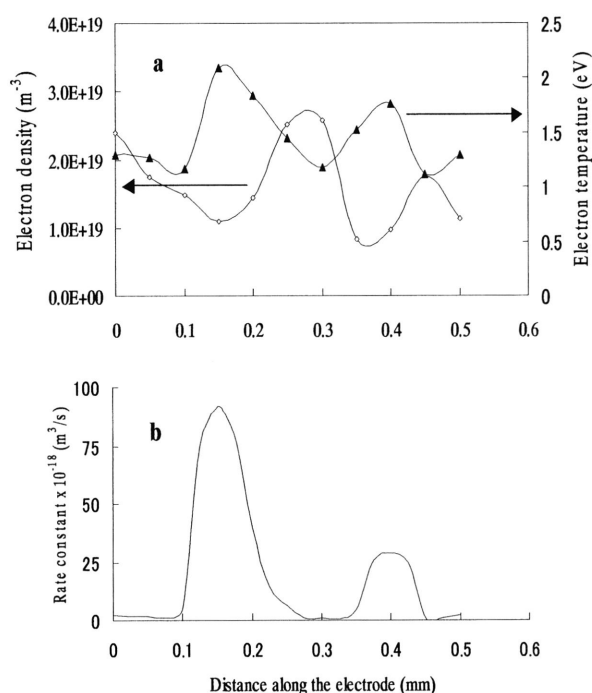 a
Electron density (m⁻³)
4.0E+19
3.0E+19
2.0E+19
1.0E+19
0.0E+00
2.5
2
1.5
1
0.5
0
Electron temperature (eV)
0 0.1 0.2 0.3 0.4 0.5 0.6
b
Rate constant x 10⁻¹⁸ (m³/s)
100
75
50
25
0
0 0.1 0.2 0.3 0.4 0.5 0.6
Distance along the electrode (mm)